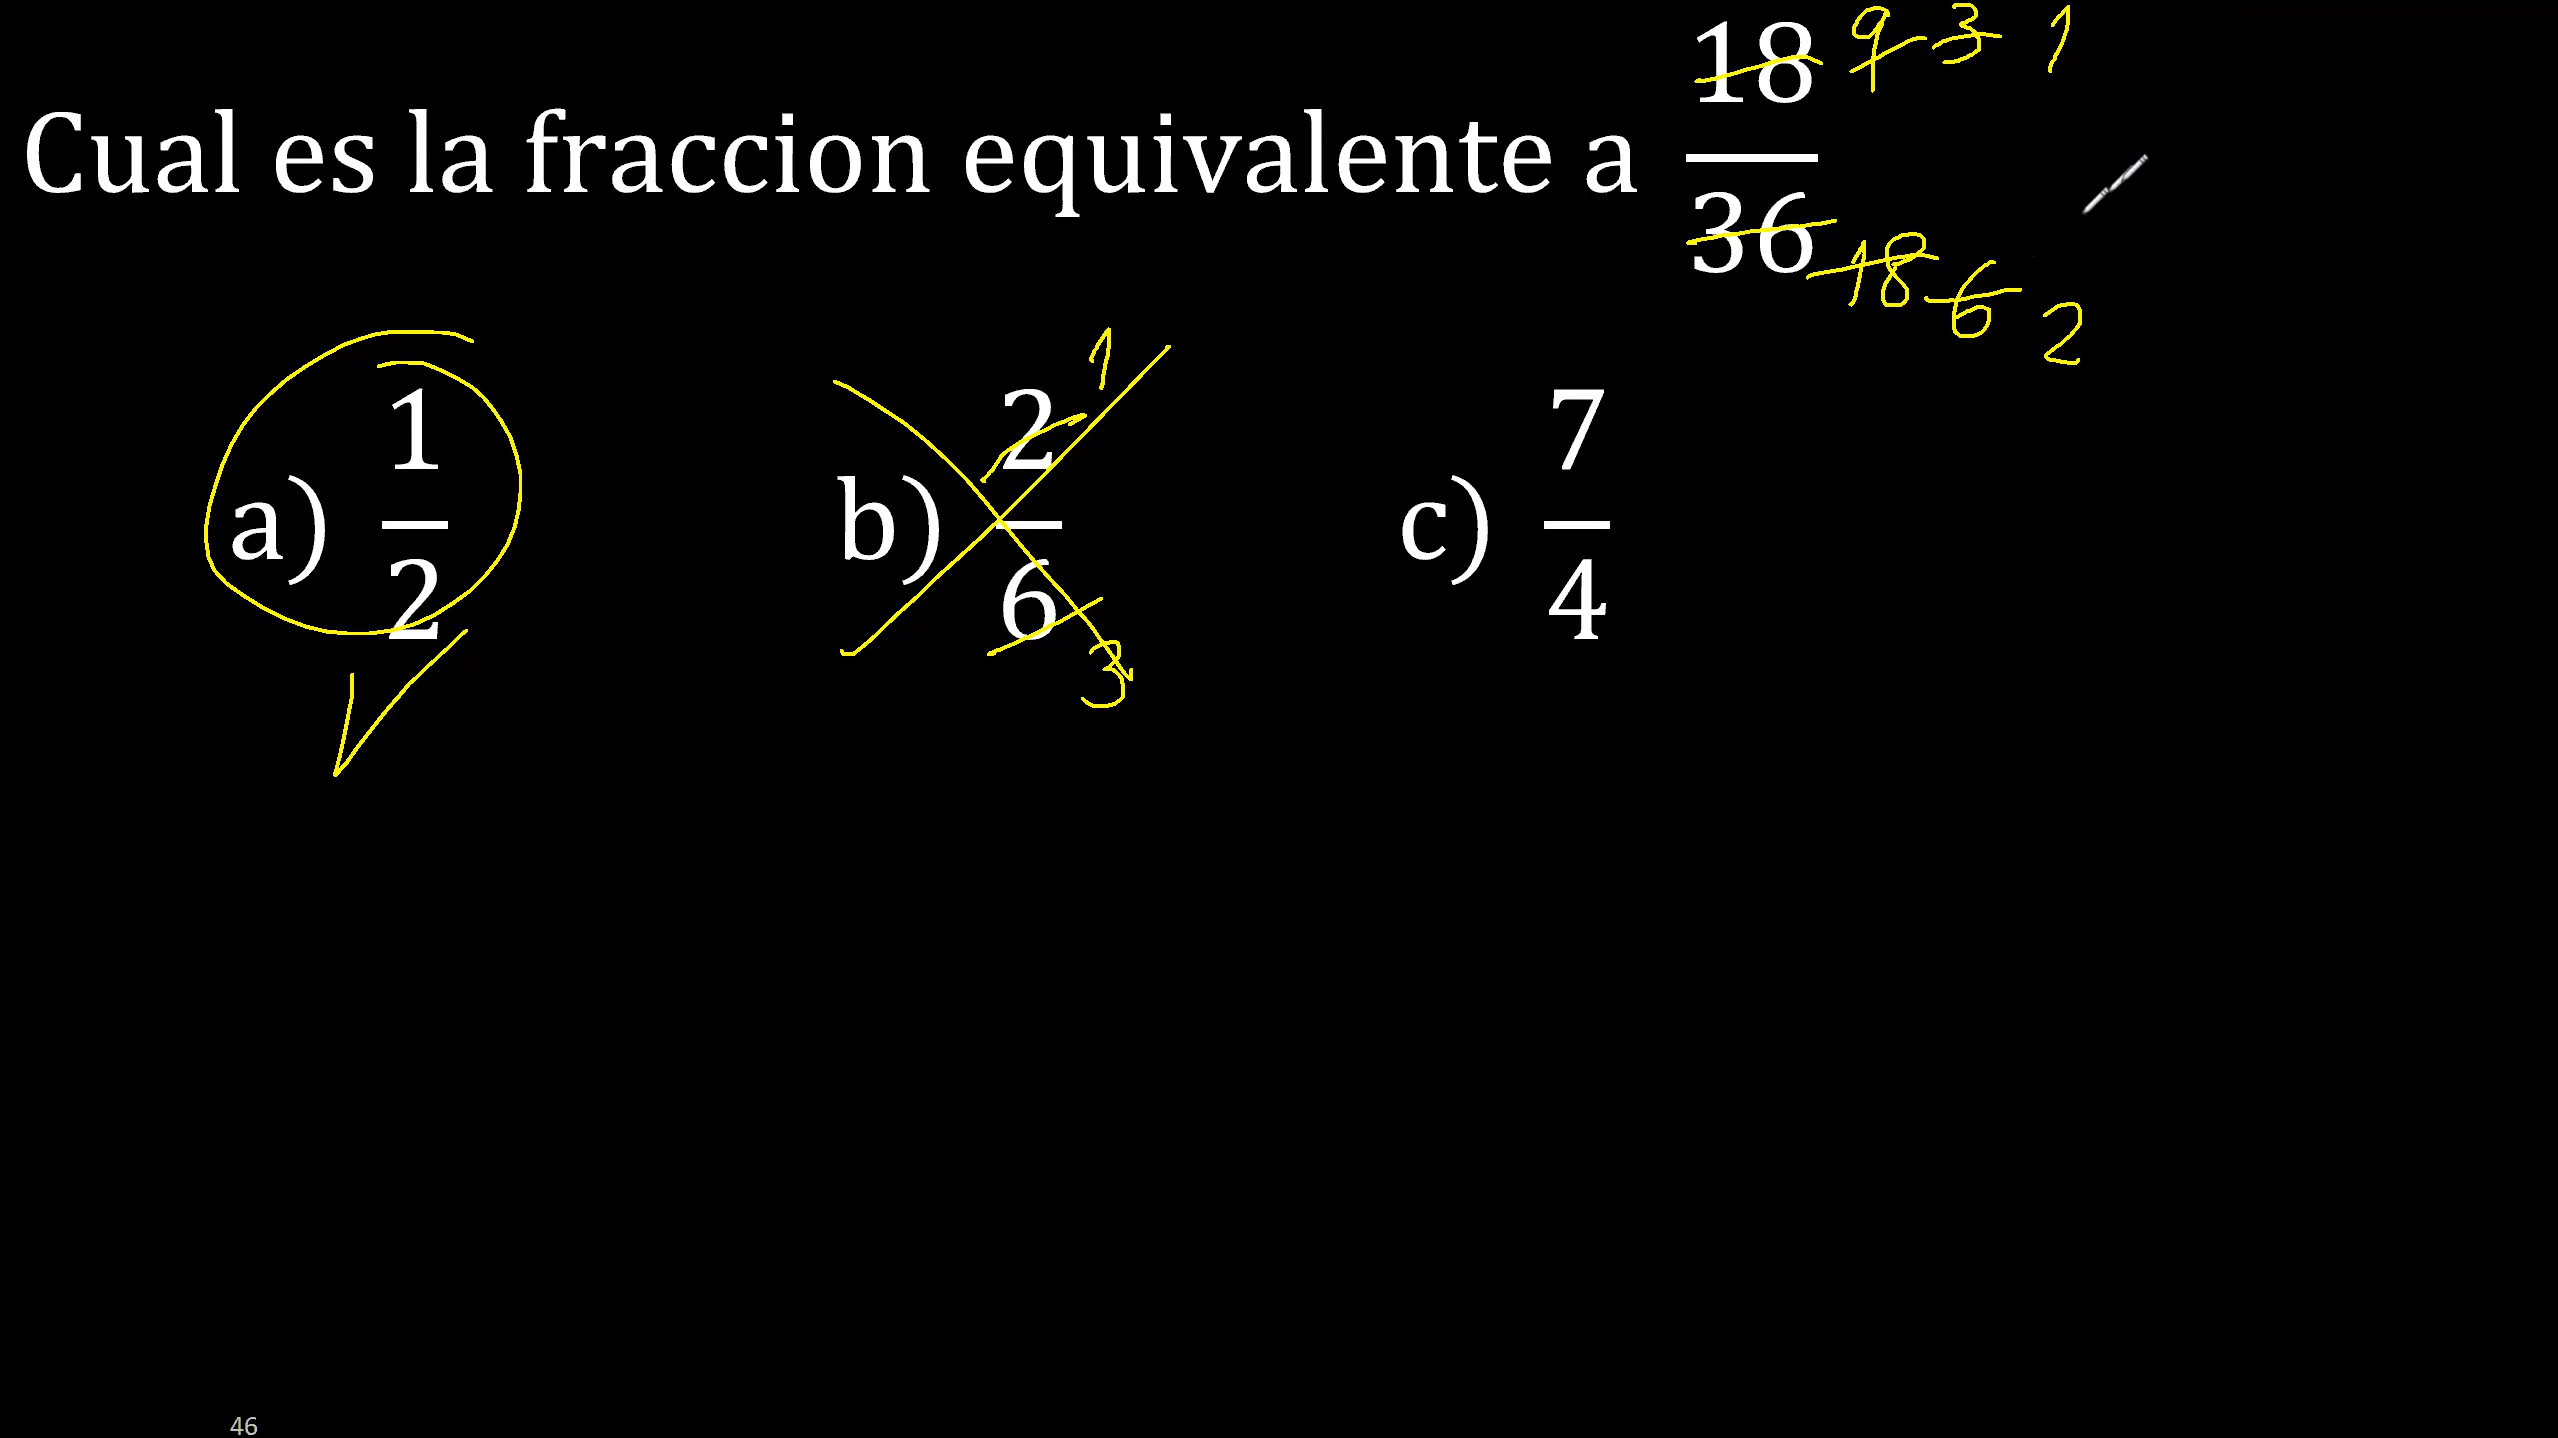 18 9 3 1
Cual es la fraccion equivalente a
36 18 6 2
1
1 2 7
a) b) c)
2 6 4
3
46